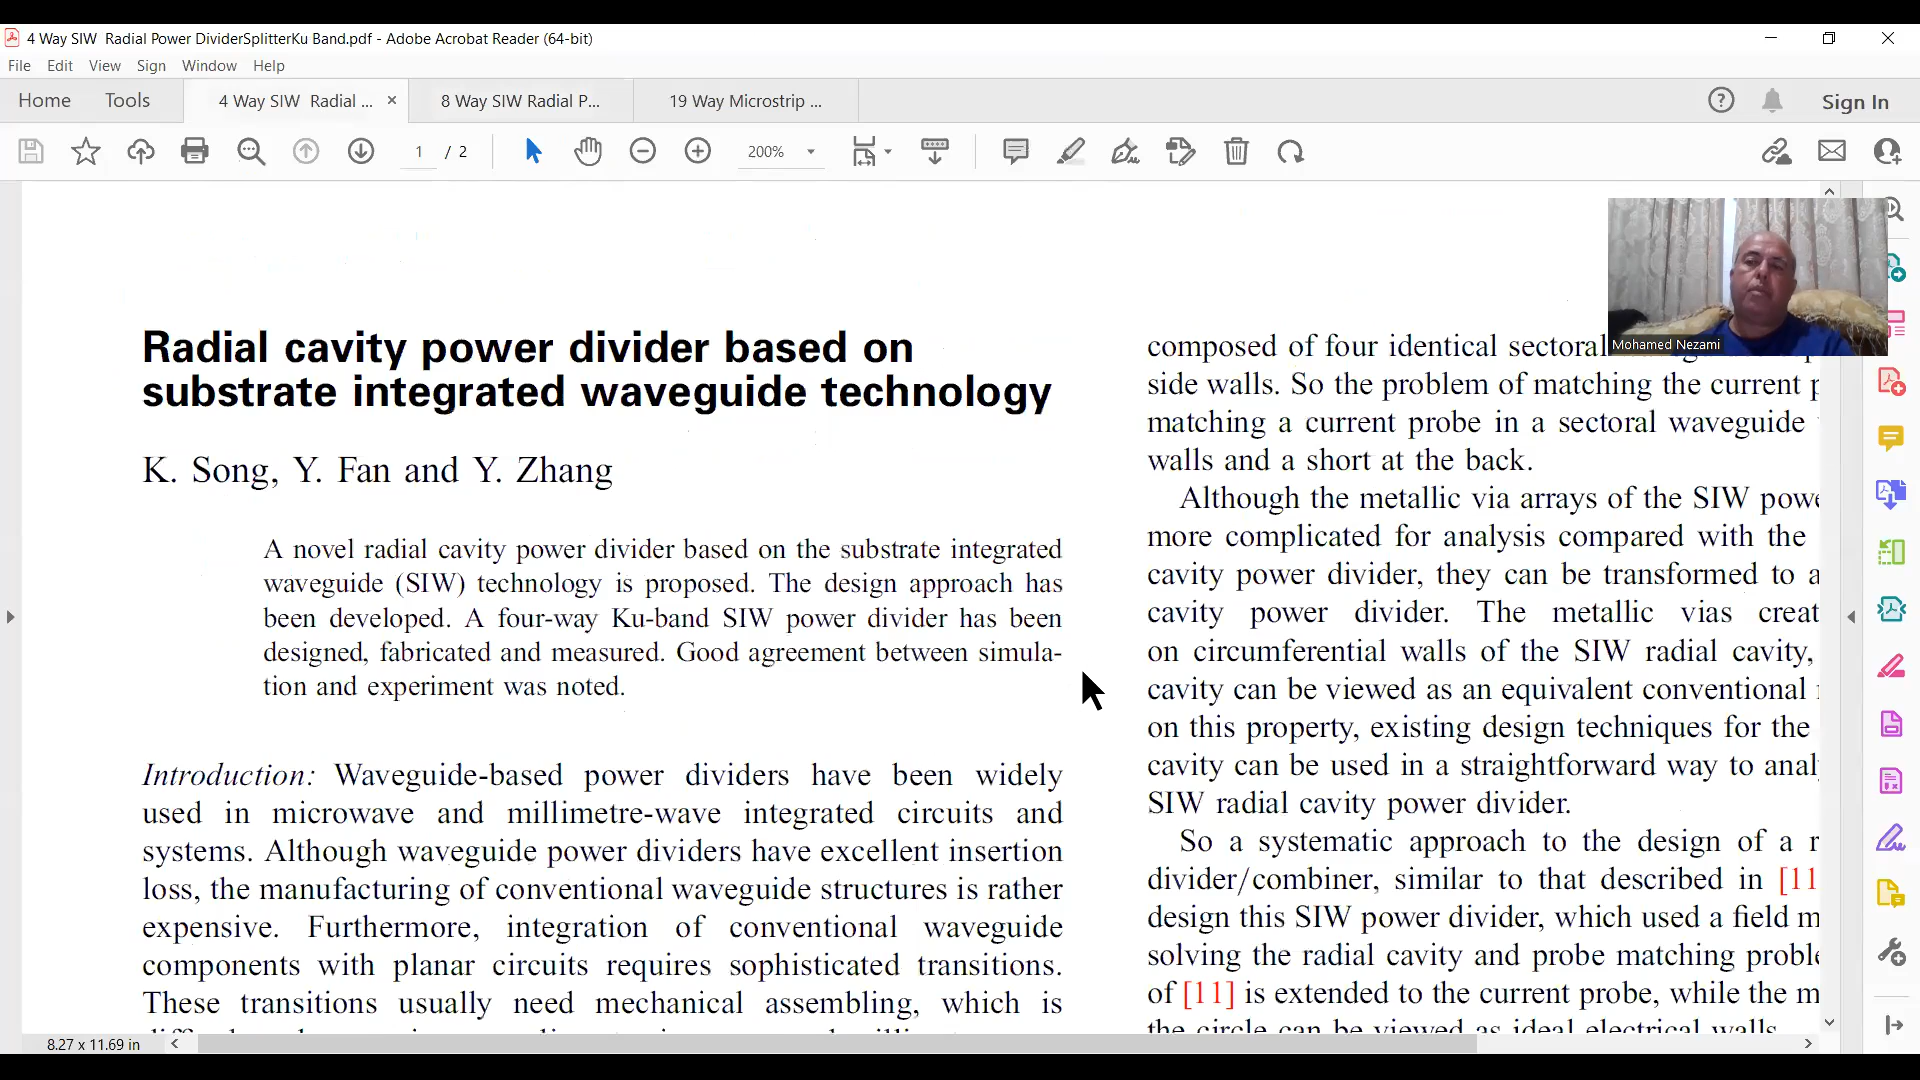 4 Way SIW  Radial Power DividerSplitterKu Band.pdf - Adobe Acrobat Reader (64-bit)
File Edit View Sign Window Help
Home Tools 4 Way SIW  Radial ... × 8 Way SIW Radial P... 19 Way Microstrip ... Sign In
1 / 2 200%
Mohamed Nezami
Radial cavity power divider based on
substrate integrated waveguide technology
K. Song, Y. Fan and Y. Zhang
A novel radial cavity power divider based on the substrate integrated
waveguide (SIW) technology is proposed. The design approach has
been developed. A four-way Ku-band SIW power divider has been
designed, fabricated and measured. Good agreement between simula-
tion and experiment was noted.
Introduction: Waveguide-based power dividers have been widely
used in microwave and millimetre-wave integrated circuits and
systems. Although waveguide power dividers have excellent insertion
loss, the manufacturing of conventional waveguide structures is rather
expensive. Furthermore, integration of conventional waveguide
components with planar circuits requires sophisticated transitions.
These transitions usually need mechanical assembling, which is
composed of four identical sectoral
side walls. So the problem of matching the current
matching a current probe in a sectoral waveguide
walls and a short at the back.
Although the metallic via arrays of the SIW powe
more complicated for analysis compared with the
cavity power divider, they can be transformed to a
cavity power divider. The metallic vias creat
on circumferential walls of the SIW radial cavity,
cavity can be viewed as an equivalent conventional
on this property, existing design techniques for the
cavity can be used in a straightforward way to anal
SIW radial cavity power divider.
So a systematic approach to the design of a r
divider/combiner, similar to that described in [11
design this SIW power divider, which used a field m
solving the radial cavity and probe matching proble
of [11] is extended to the current probe, while the m
the circle can be viewed as ideal electrical walls
8.27 x 11.69 in